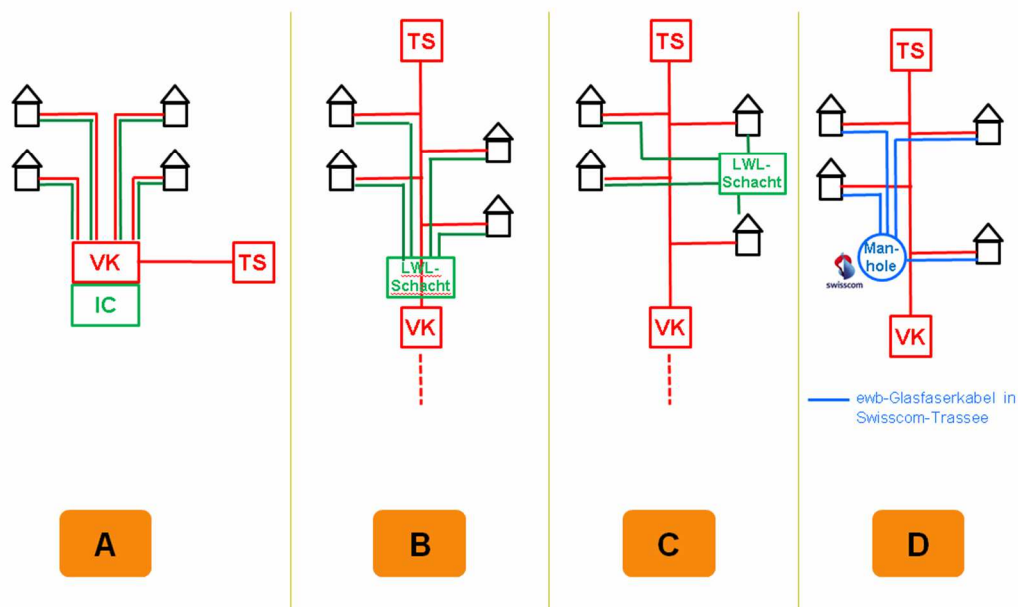 VK
TS
IC
A
TS
LWL-
Schacht
VK
B
TS
LWL-
Schacht
VK
C
TS
Man-
hole
swisscom
VK
ewb-Glasfaserkabel in
Swisscom-Trassee
D